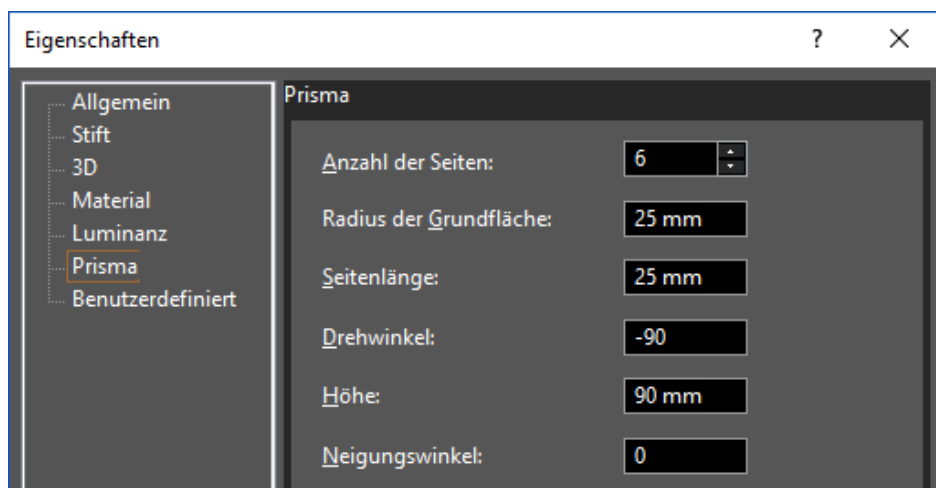 Eigenschaften ?
Allgemein
Stift
3D
Material
Luminanz
Prisma
Benutzerdefiniert
Prisma
Anzahl der Seiten: 6
Radius der Grundfläche: 25 mm
Seitenlänge: 25 mm
Drehwinkel: -90
Höhe: 90 mm
Neigungswinkel: 0